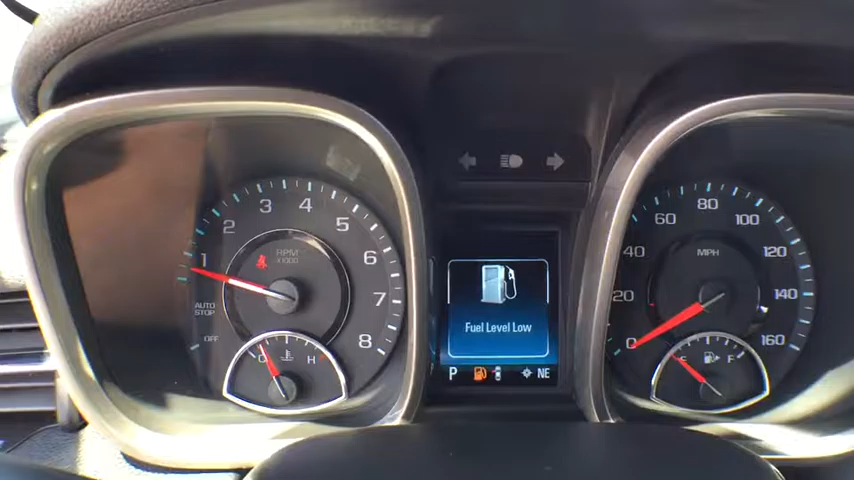 1 2 3 4 5 6 7 8
RPM
X1000
AUTO
STOP
OFF
C H
Fuel Level Low
P NE
0 20 40 60 80 100 120 140 160
MPH
E F